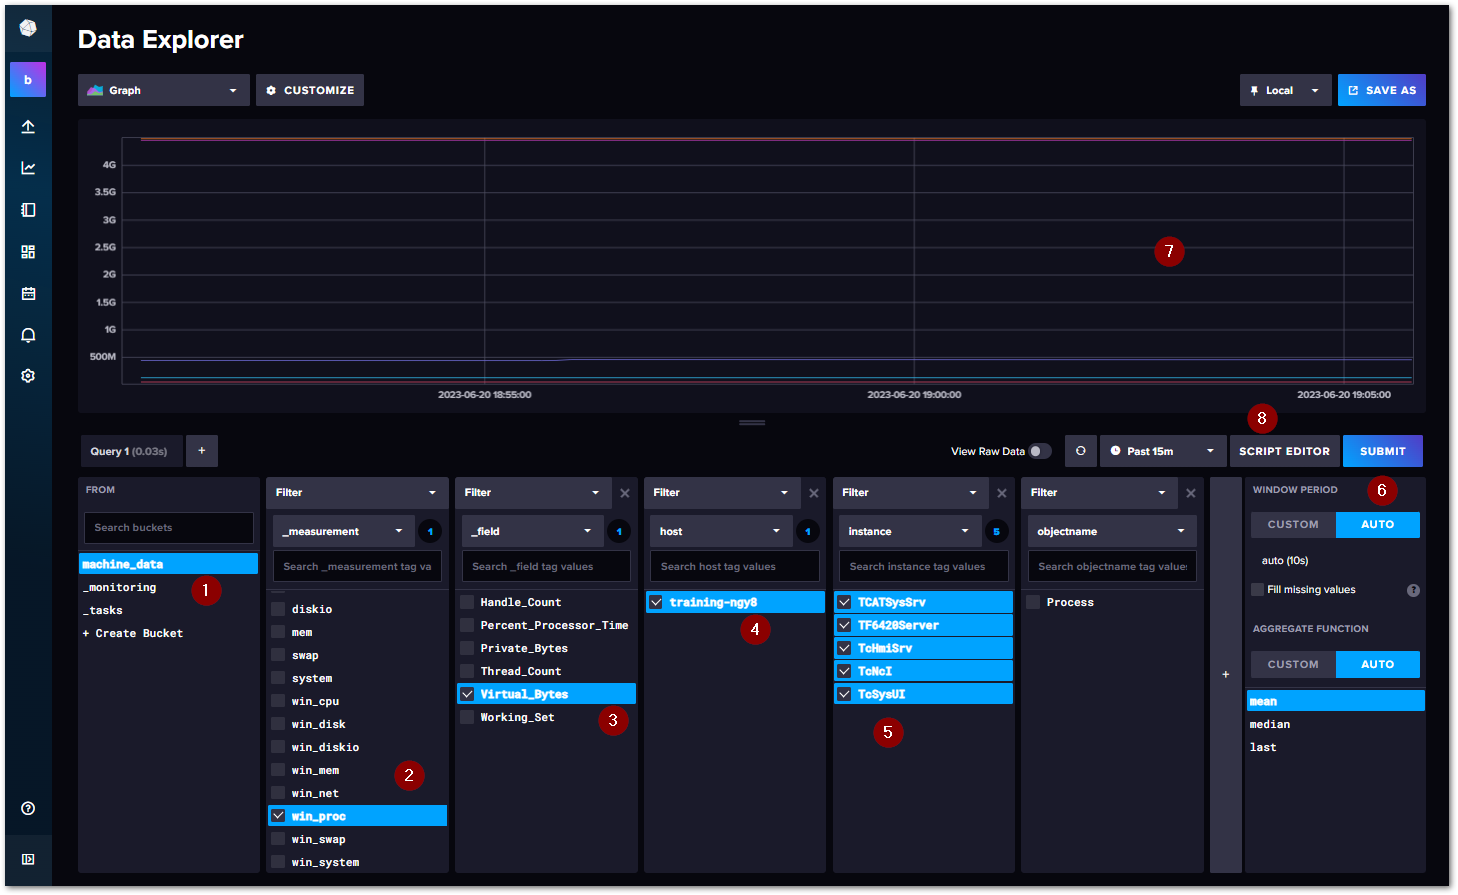 Data Explorer
b
Graph
CUSTOMIZE
Local
SAVE AS
4G
3.5G
3G
2.5G
2G
1.5G
1G
500M
2023-06-20 18:55:00
2023-06-20 19:00:00
2023-06-20 19:05:00
7
8
Query 1 (0.03s)
+
View Raw Data
Past 15m
SCRIPT EDITOR
SUBMIT
FROM
Search buckets
machine_data
_monitoring
_tasks
+ Create Bucket
1
Filter
_measurement
1
Search _measurement tag va
diskio
mem
swap
system
win_cpu
win_disk
win_diskio
win_mem
win_net
win_proc
win_swap
win_system
2
Filter
_field
1
Search _field tag values
Handle_Count
Percent_Processor_Time
Private_Bytes
Thread_Count
Virtual_Bytes
Working_Set
3
Filter
host
1
Search host tag values
training-ngy8
4
Filter
instance
5
Search instance tag values
TCATSysSrv
TF6420Server
TcHmiSrv
TcNcI
TcSysUI
5
Filter
objectname
Search objectname tag values
Process
+
WINDOW PERIOD
6
CUSTOM
AUTO
auto (10s)
Fill missing values
?
AGGREGATE FUNCTION
CUSTOM
AUTO
mean
median
last